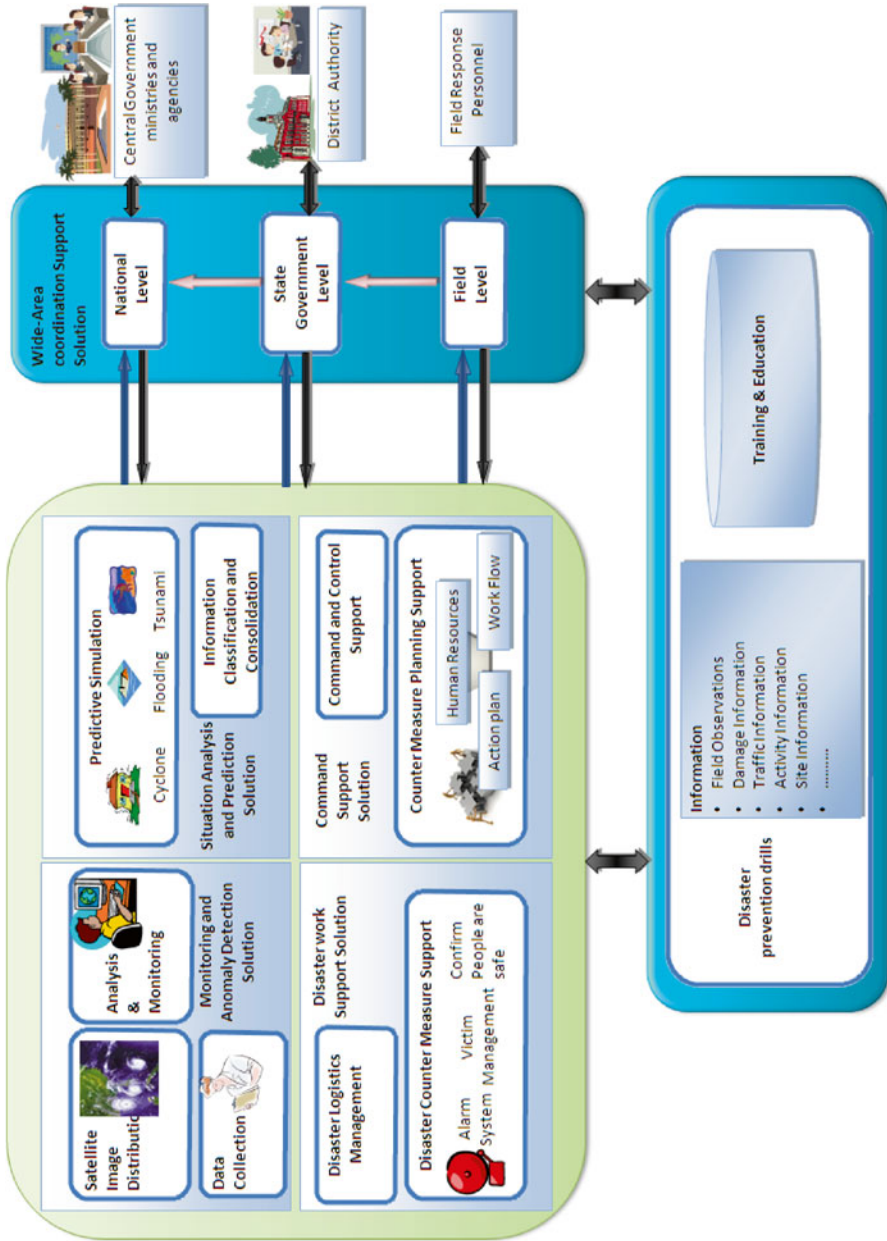 Satellite
Image
Distributic
Analysis
&
Monitoring
Data
Collection
Monitoring and
Anomaly Detection
Solution
Predictive Simulation
Cyclone
Flooding
Tsunami
Situation Analysis
and Prediction
Solution
Information
Classification and
Consolidation
Disaster Logistics
Management
Disaster work
Support Solution
Disaster Counter Measure Support
Alarm
System
Victim
Management
Confirm
People are
safe
Command
Support
Solution
Command and Control
Support
Counter Measure Planning Support
Human Resources
Action plan
Work Flow
Wide-Area
coordination Support
Solution
National
Level
State
Government
Level
Field
Level
Central Government
ministries and
agencies
District Authority
Field Response
Personnel
Disaster
prevention drills
Information
• Field Observations
• Damage Information
• Traffic Information
• Activity Information
• Site Information
• ..........
Training & Education